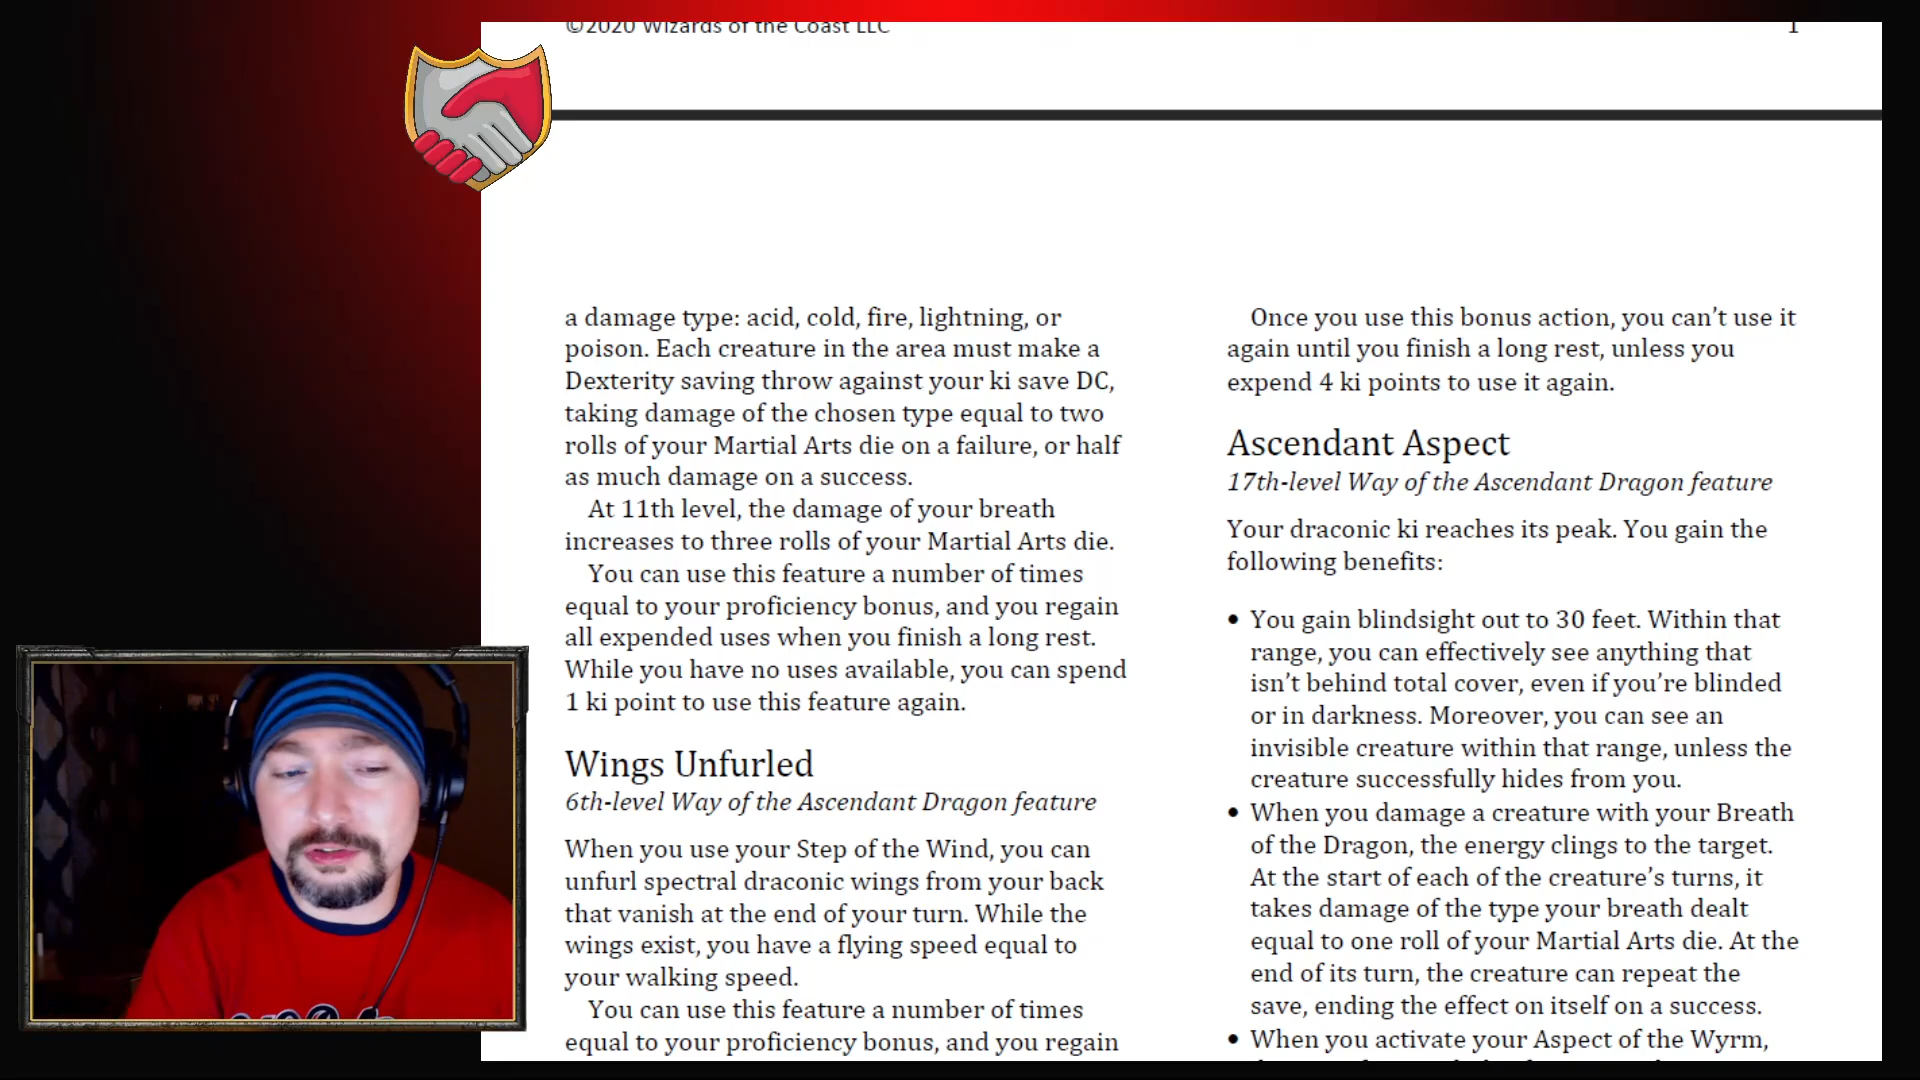 ©2020 Wizards of the Coast LLC
1
a damage type: acid, cold, fire, lightning, or
poison. Each creature in the area must make a
Dexterity saving throw against your ki save DC,
taking damage of the chosen type equal to two
rolls of your Martial Arts die on a failure, or half
as much damage on a success.
At 11th level, the damage of your breath
increases to three rolls of your Martial Arts die.
You can use this feature a number of times
equal to your proficiency bonus, and you regain
all expended uses when you finish a long rest.
While you have no uses available, you can spend
1 ki point to use this feature again.
Wings Unfurled
6th-level Way of the Ascendant Dragon feature
When you use your Step of the Wind, you can
unfurl spectral draconic wings from your back
that vanish at the end of your turn. While the
wings exist, you have a flying speed equal to
your walking speed.
You can use this feature a number of times
equal to your proficiency bonus, and you regain
Once you use this bonus action, you can’t use it
again until you finish a long rest, unless you
expend 4 ki points to use it again.
Ascendant Aspect
17th-level Way of the Ascendant Dragon feature
Your draconic ki reaches its peak. You gain the
following benefits:
• You gain blindsight out to 30 feet. Within that
range, you can effectively see anything that
isn’t behind total cover, even if you’re blinded
or in darkness. Moreover, you can see an
invisible creature within that range, unless the
creature successfully hides from you.
• When you damage a creature with your Breath
of the Dragon, the energy clings to the target.
At the start of each of the creature’s turns, it
takes damage of the type your breath dealt
equal to one roll of your Martial Arts die. At the
end of its turn, the creature can repeat the
save, ending the effect on itself on a success.
• When you activate your Aspect of the Wyrm,